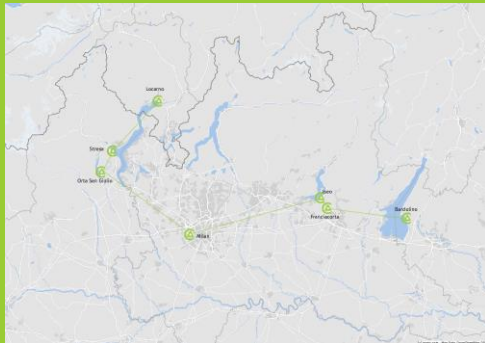 Locarno
Stresa
Orta San Giulio
Iseo
Franciacorta
Bardolino
Milan